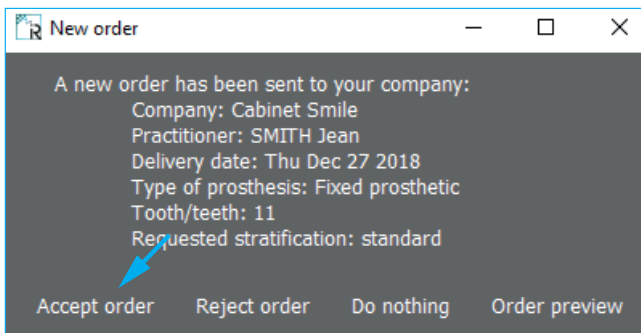 New order
A new order has been sent to your company:
Company: Cabinet Smile
Practitioner: SMITH Jean
Delivery date: Thu Dec 27 2018
Type of prosthesis: Fixed prosthetic
Tooth/teeth: 11
Requested stratification: standard
Accept order Reject order Do nothing Order preview